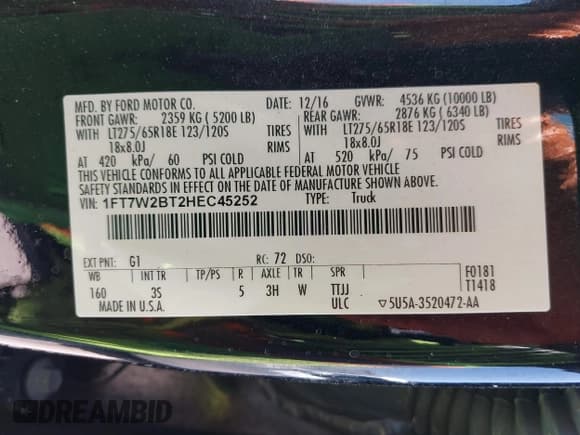 MFD. BY FORD MOTOR CO. DATE: 12/16 GVWR: 4536 KG (10000 LB)
FRONT GAWR: 2359 KG ( 5200 LB) REAR GAWR: 2876 KG ( 6340 LB)
WITH LT275/65R18E 123/120S TIRES WITH LT275/65R18E 123/120S TIRES
18x8.0J RIMS 18x8.0J RIMS
AT 420 kPa/ 60 PSI COLD AT 520 kPa/ 75 PSI COLD
THIS VEHICLE CONFORMS TO ALL APPLICABLE FEDERAL MOTOR VEHICLE
SAFETY STANDARDS IN EFFECT ON THE DATE OF MANUFACTURE SHOWN ABOVE.
VIN: 1FT7W2BT2HEC45252 TYPE: Truck
EXT PNT: G1 RC: 72 DSO:
WB INT TR TP/PS R AXLE TR SPR F0181
160 3S 5 3H W TTJJ T1418
MADE IN U.S.A. ULC ▽5U5A-3520472-AA
DREAMBID